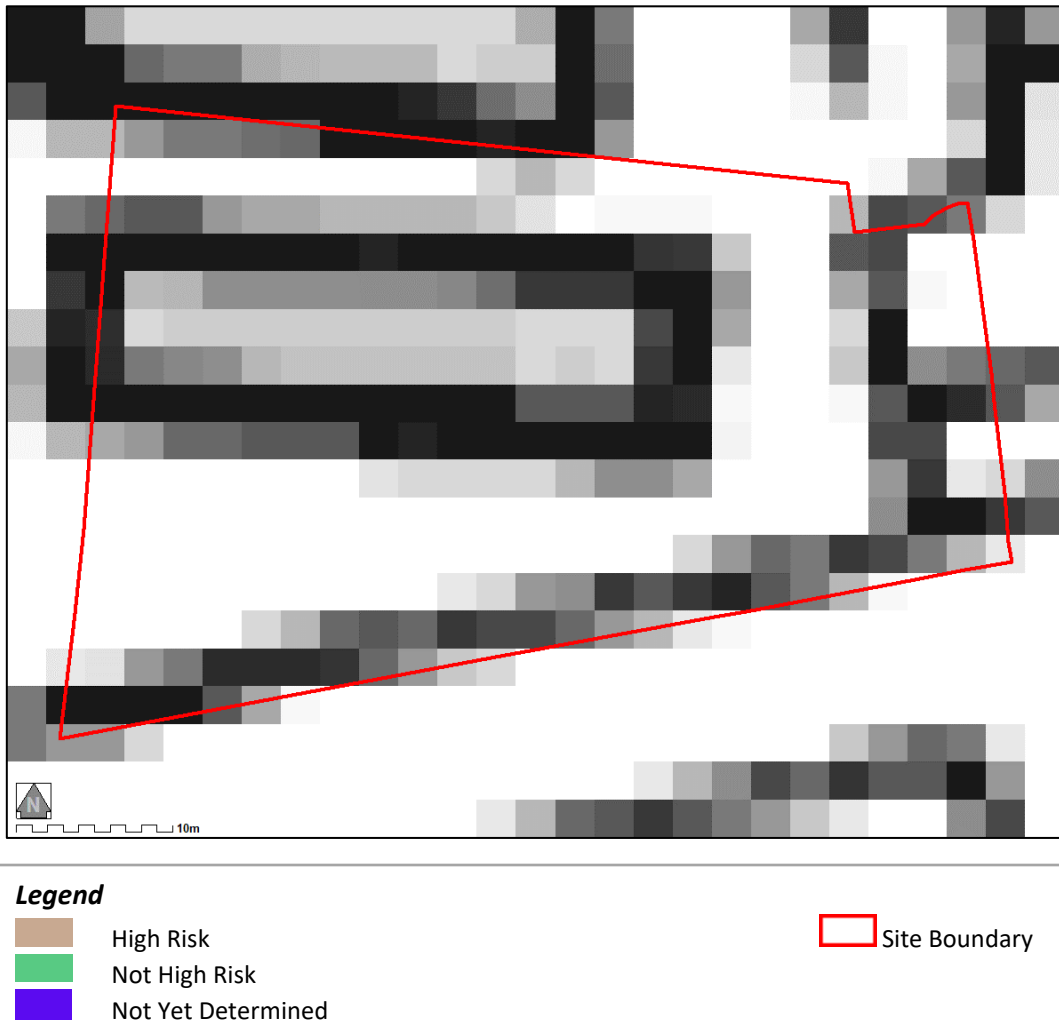 N
10m
Legend
High Risk
Site Boundary
Not High Risk
Not Yet Determined